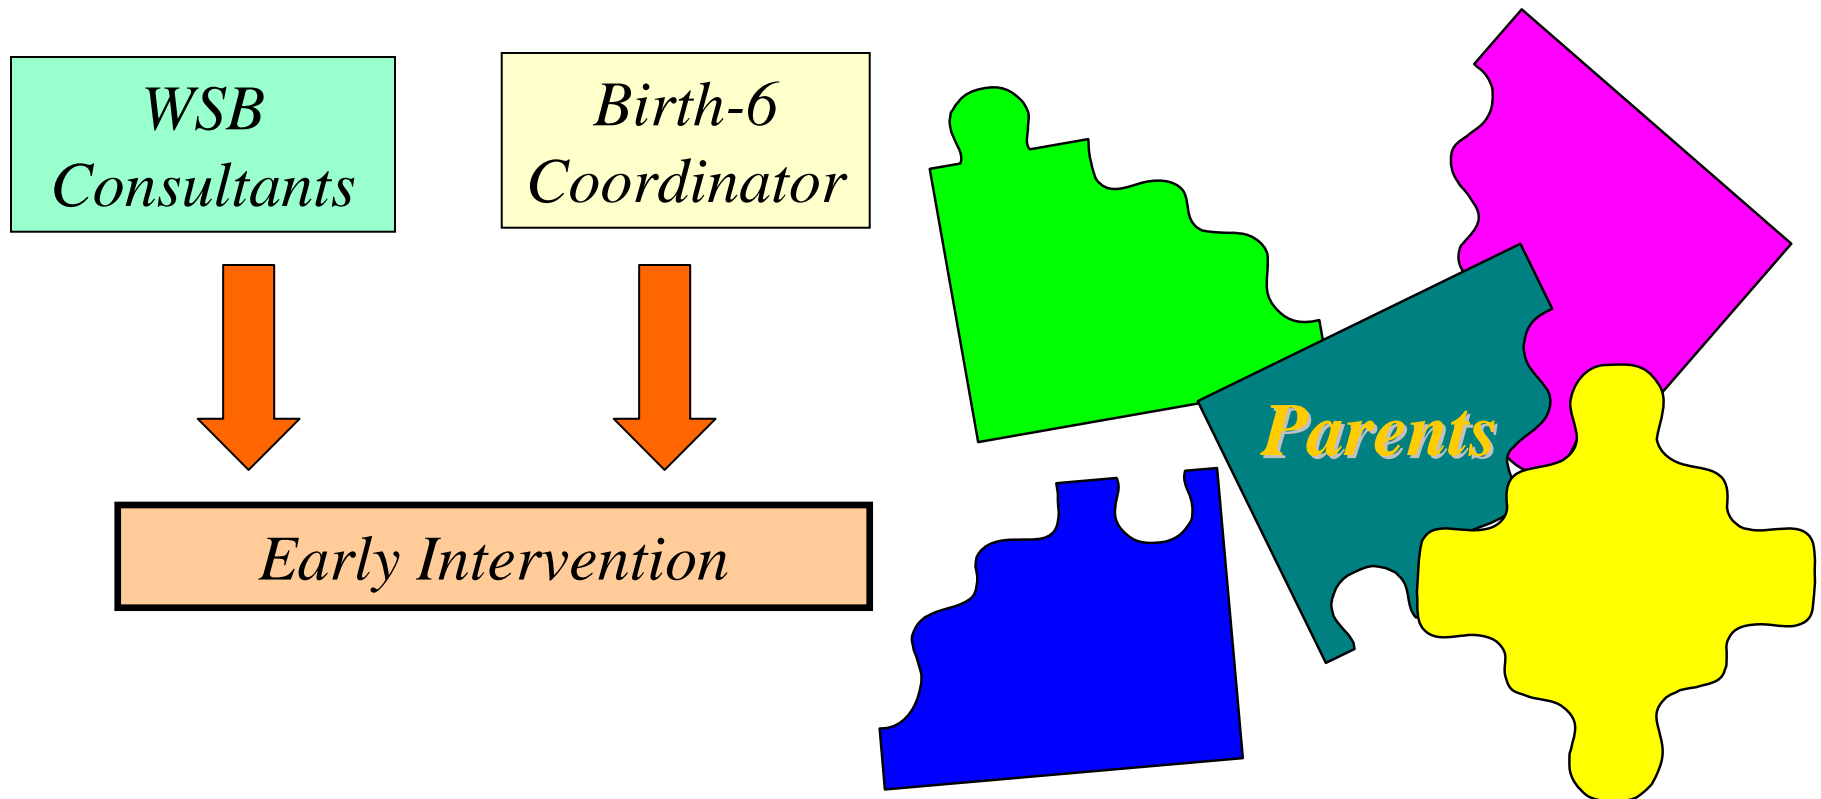 WSB
Consultants
Birth-6
Coordinator
Parents
Early Intervention